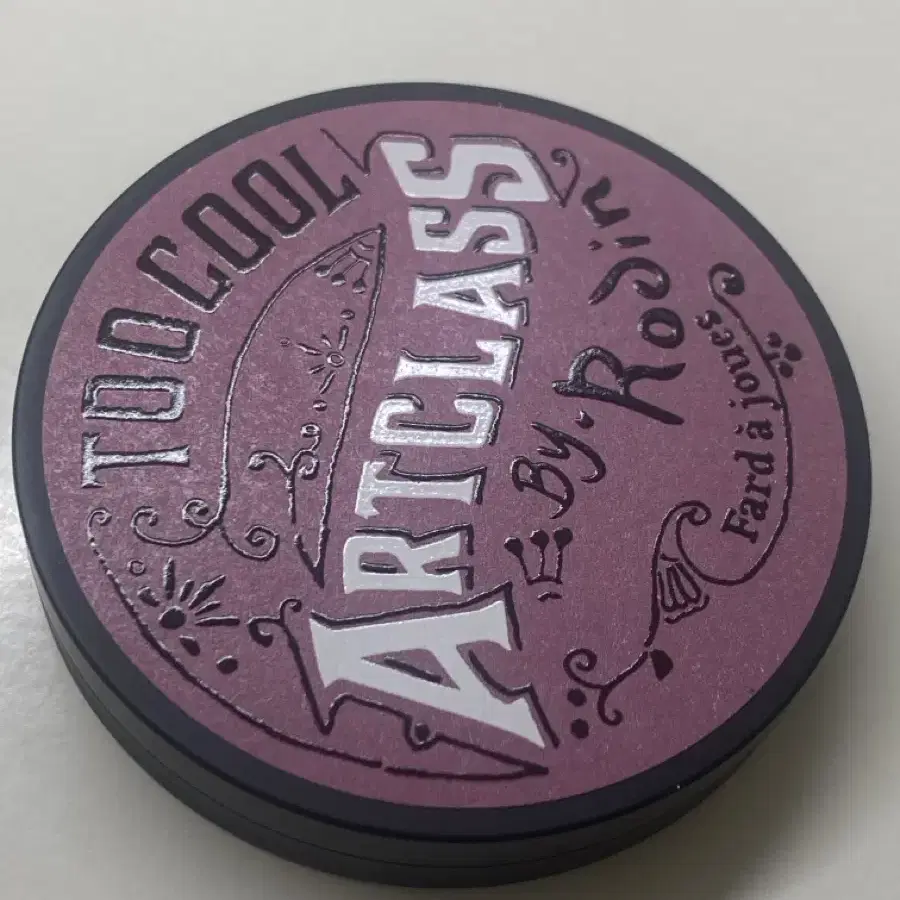 TOO COOL
ARTCLASS
By. Rodin
Fard à joues